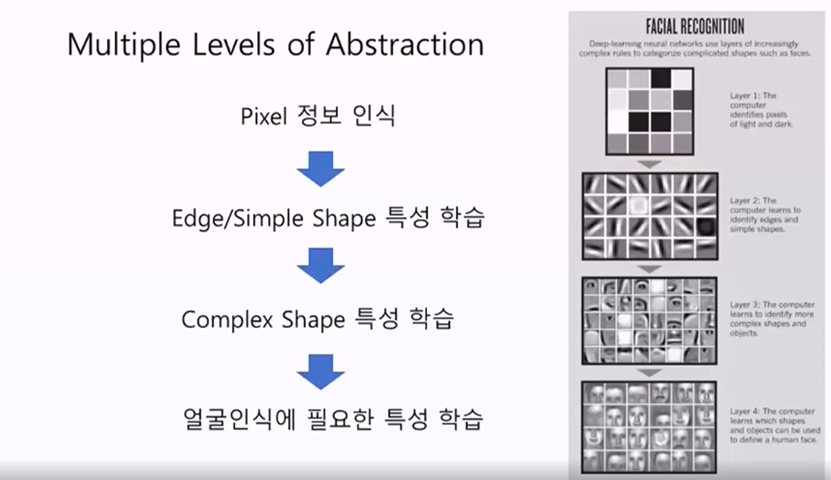 Multiple Levels of Abstraction
Pixel 정보 인식
Edge/Simple Shape 특성 학습
Complex Shape 특성 학습
얼굴인식에 필요한 특성 학습
FACIAL RECOGNITION
Deep-learning neural networks use layers of increasingly
complex rules to categorize complicated shapes such as faces.
Layer 1: The
computer
identifies pixels
of light and dark.
Layer 2: The
computer learns to
identify edges and
simple shapes.
Layer 3: The computer
learns to identify more
complex shapes and
objects.
Layer 4: The computer
learns which shapes
and objects can be used
to define a human face.